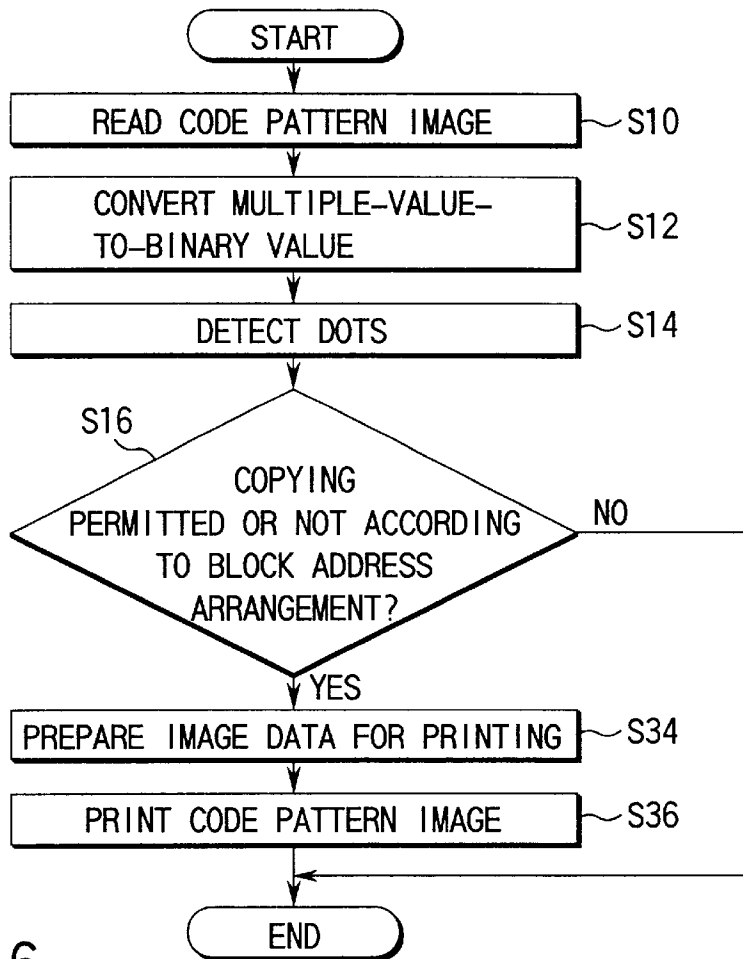 START
READ CODE PATTERN IMAGE
S10
CONVERT MULTIPLE-VALUE-
TO-BINARY VALUE
S12
DETECT DOTS
S14
S16
COPYING
PERMITTED OR NOT ACCORDING
TO BLOCK ADDRESS
ARRANGEMENT?
NO
YES
PREPARE IMAGE DATA FOR PRINTING
S34
PRINT CODE PATTERN IMAGE
S36
END